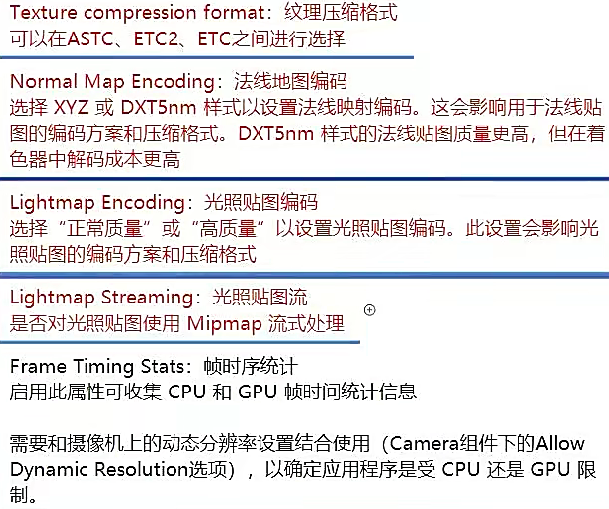 Texture compression format：纹理压缩格式
可以在ASTC、ETC2、ETC之间进行选择
Normal Map Encoding：法线地图编码
选择 XYZ 或 DXT5nm 样式以设置法线映射编码。这会影响用于法线贴
图的编码方案和压缩格式。DXT5nm 样式的法线贴图质量更高，但在着
色器中解码成本更高
Lightmap Encoding：光照贴图编码
选择“正常质量”或“高质量”以设置光照贴图编码。此设置会影响光
照贴图的编码方案和压缩格式
Lightmap Streaming：光照贴图流
是否对光照贴图使用 Mipmap 流式处理
Frame Timing Stats：帧时序统计
启用此属性可收集 CPU 和 GPU 帧时间统计信息
需要和摄像机上的动态分辨率设置结合使用（Camera组件下的Allow
Dynamic Resolution选项），以确定应用程序是受 CPU 还是 GPU 限
制。